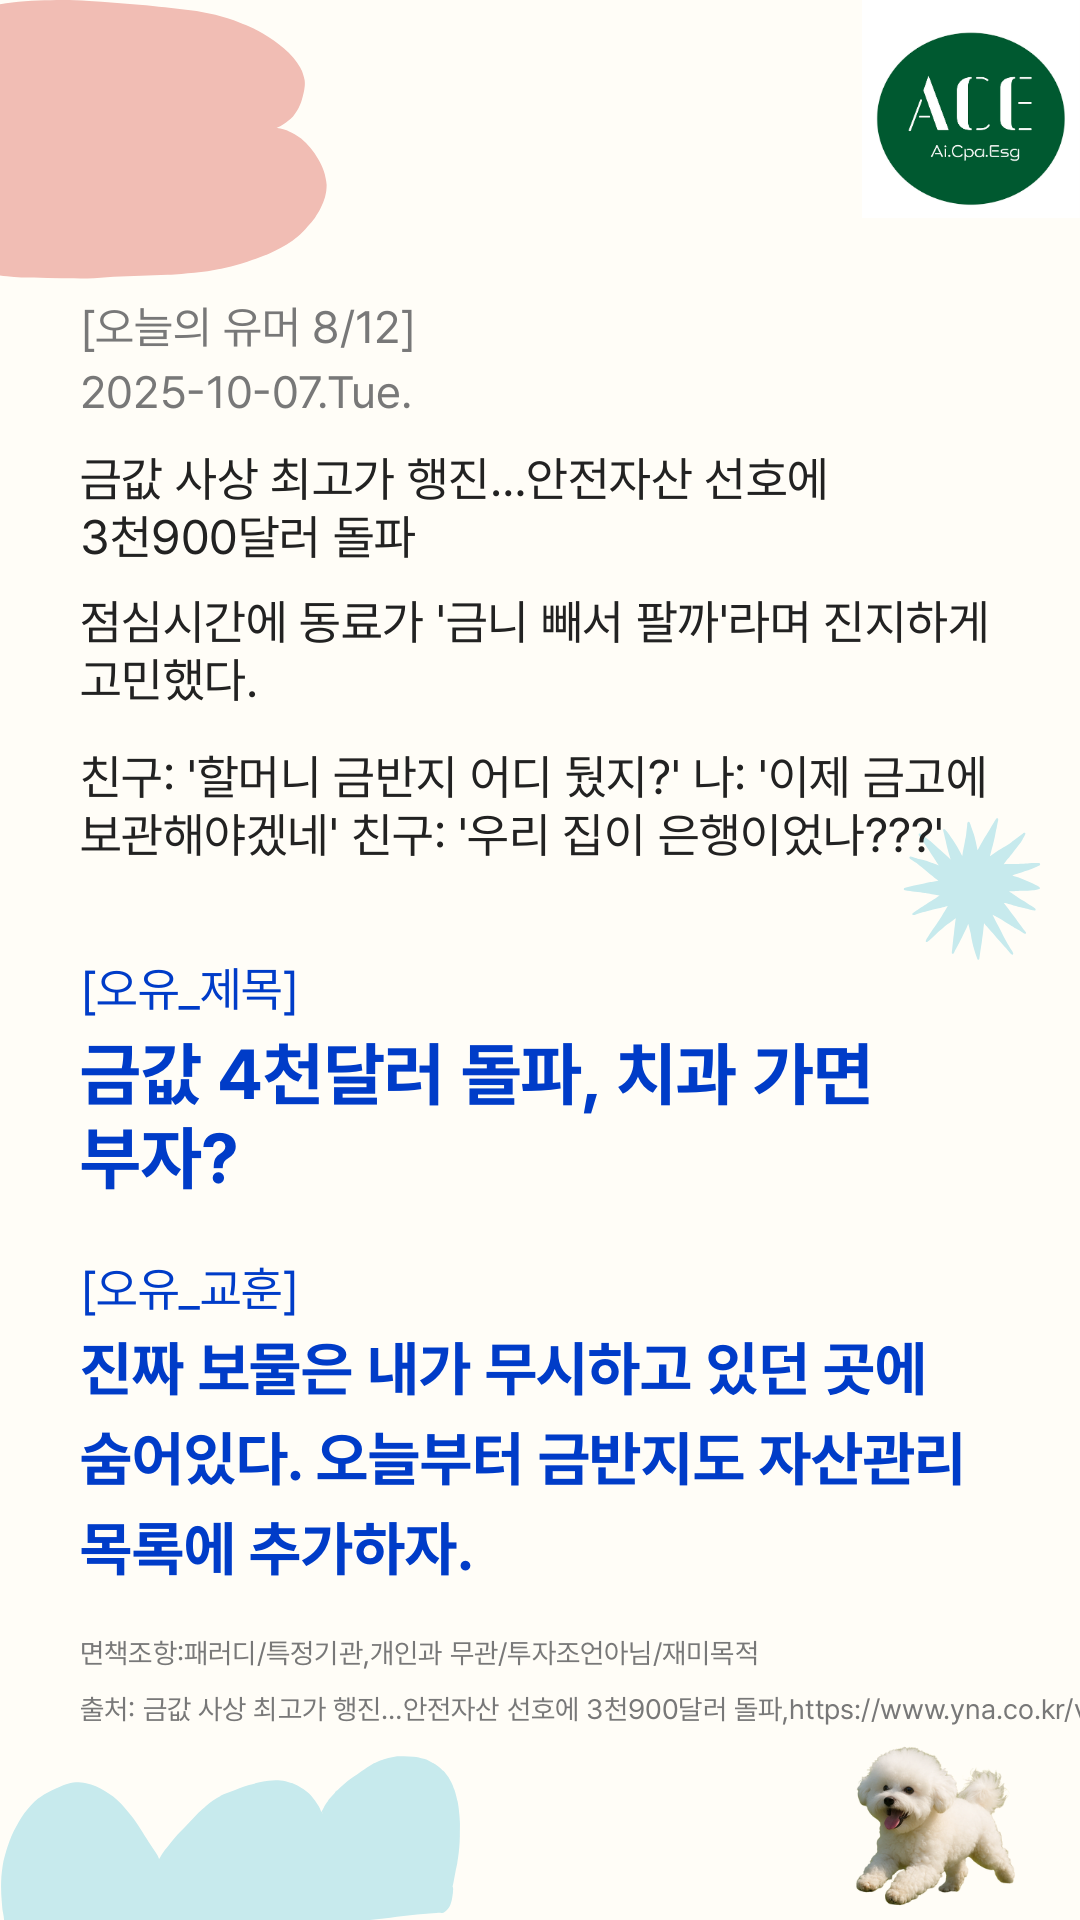 ACE
Ai.Cpa.Esg
[오늘의 유머 8/12]
2025-10-07.Tue.
금값 사상 최고가 행진...안전자산 선호에
3천900달러 돌파
점심시간에 동료가 '금니 빼서 팔까'라며 진지하게
고민했다.
친구: '할머니 금반지 어디 뒀지?' 나: '이제 금고에
보관해야겠네' 친구: '우리 집이 은행이었나???'
[오유_제목]
금값 4천달러 돌파, 치과 가면
부자?
[오유_교훈]
진짜 보물은 내가 무시하고 있던 곳에
숨어있다. 오늘부터 금반지도 자산관리
목록에 추가하자.
면책조항:패러디/특정기관,개인과 무관/투자조언아님/재미목적
출처: 금값 사상 최고가 행진...안전자산 선호에 3천900달러 돌파,https://www.yna.co.kr/